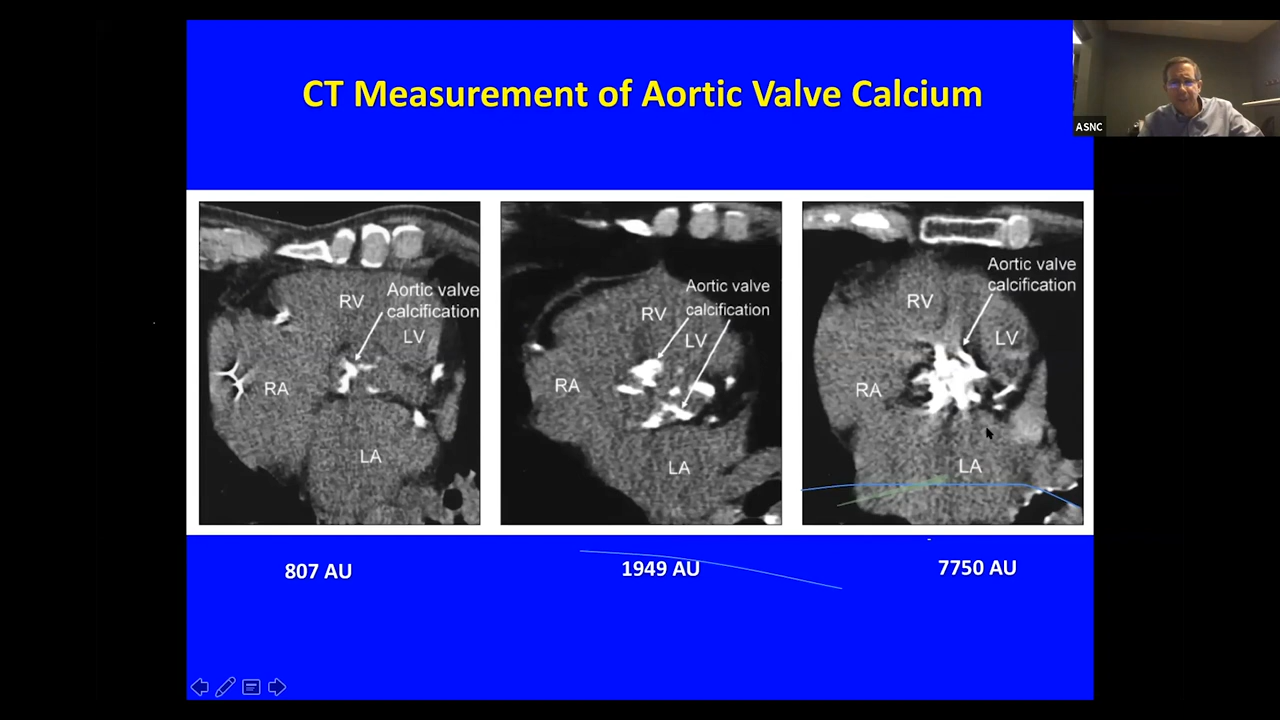 CT Measurement of Aortic Valve Calcium
ASNC
Aortic valve
calcification
RV
LV
RA
LA
Aortic valve
calcification
RV
LV
RA
LA
Aortic valve
calcification
RV
LV
RA
LA
807 AU
1949 AU
7750 AU